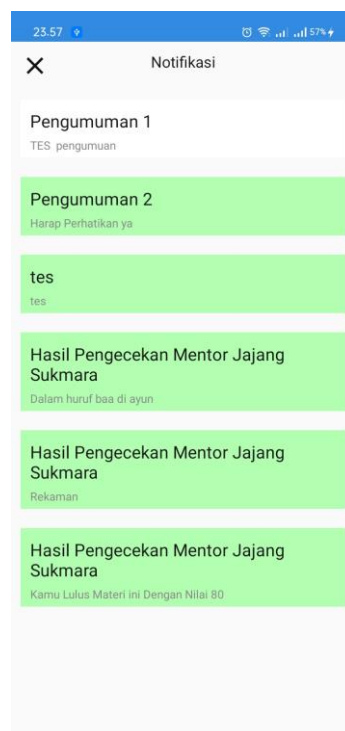 23.57
57%
Notifikasi
Pengumuman 1
TES pengumuan
Pengumuman 2
Harap Perhatikan ya
tes
tes
Hasil Pengecekan Mentor Jajang
Sukmara
Dalam huruf baa di ayun
Hasil Pengecekan Mentor Jajang
Sukmara
Rekaman
Hasil Pengecekan Mentor Jajang
Sukmara
Kamu Lulus Materi ini Dengan Nilai 80